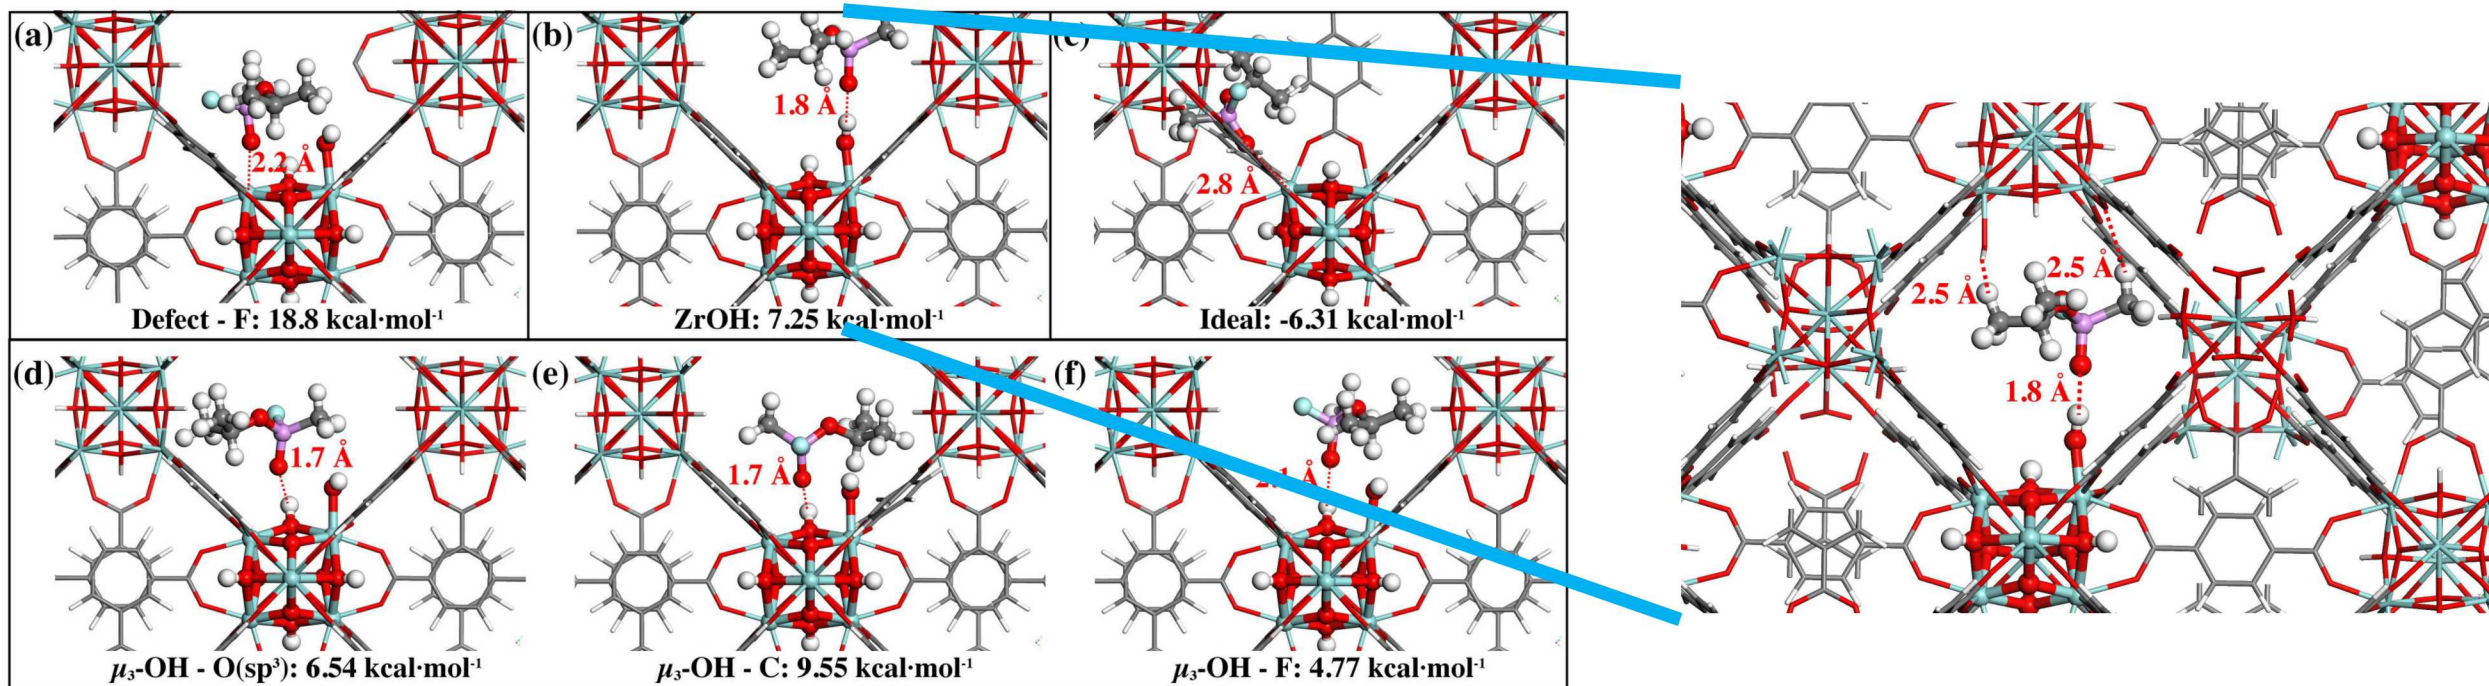 (a)
2.2 Å
Defect - F: 18.8 kcal·mol⁻¹
(b)
1.8 Å
ZrOH: 7.25 kcal·mol⁻¹
(c)
2.8 Å
Ideal: -6.31 kcal·mol⁻¹
(d)
1.7 Å
μ₃-OH - O(sp³): 6.54 kcal·mol⁻¹
(e)
1.7 Å
μ₃-OH - C: 9.55 kcal·mol⁻¹
(f)
Å
μ₃-OH - F: 4.77 kcal·mol⁻¹
2.5 Å
2.5 Å
1.8 Å